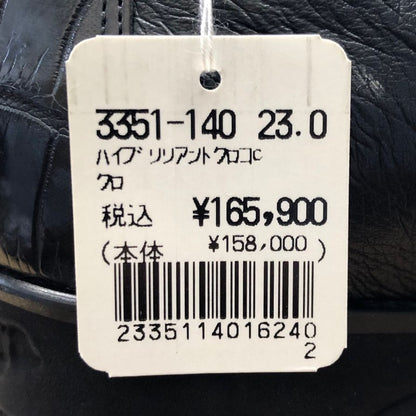 3351-140 23.0
ハイブリリアントクロコc
クロ
税込 ¥165,900
(本体 ¥158,000)
2335114016240
2